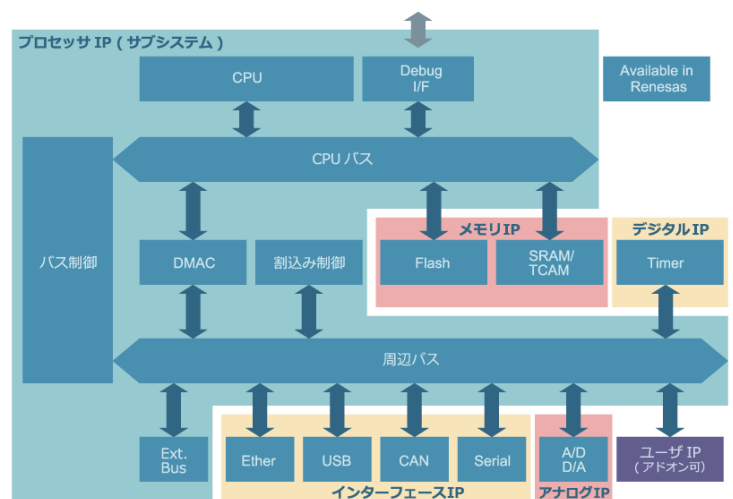 プロセッサ IP ( サブシステム )
CPU
Debug
I/F
Available in
Renesas
CPU バス
バス制御
DMAC
割込み制御
メモリIP
Flash
SRAM/
TCAM
デジタルIP
Timer
周辺バス
Ext.
Bus
Ether
USB
CAN
Serial
インターフェースIP
A/D
D/A
アナログIP
ユーザ IP
( アドオン可)